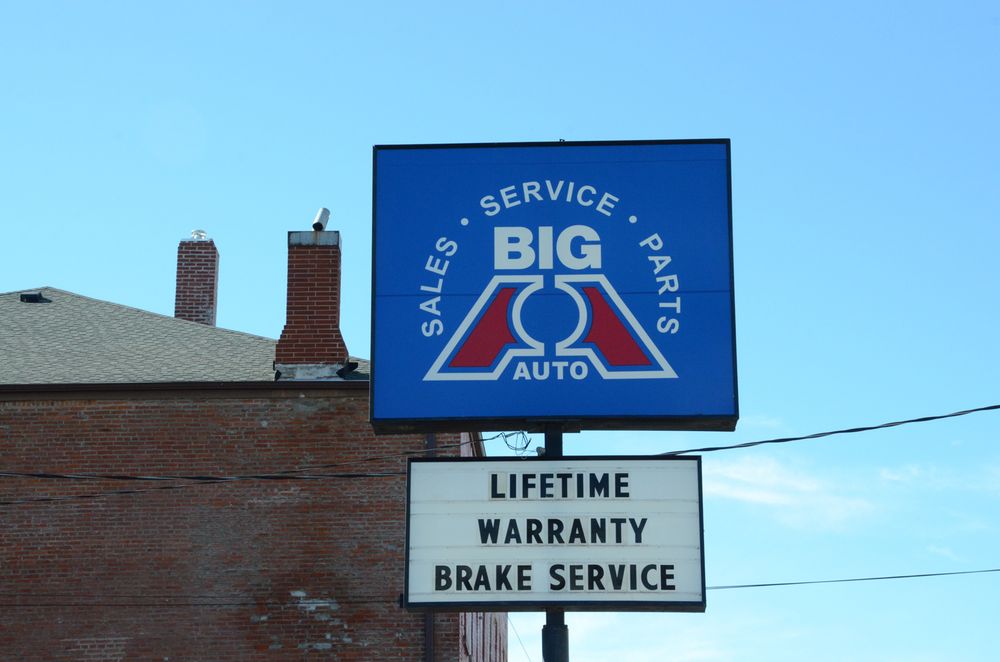 SALES • SERVICE • PARTS
BIG
AUTO
LIFETIME
WARRANTY
BRAKE SERVICE